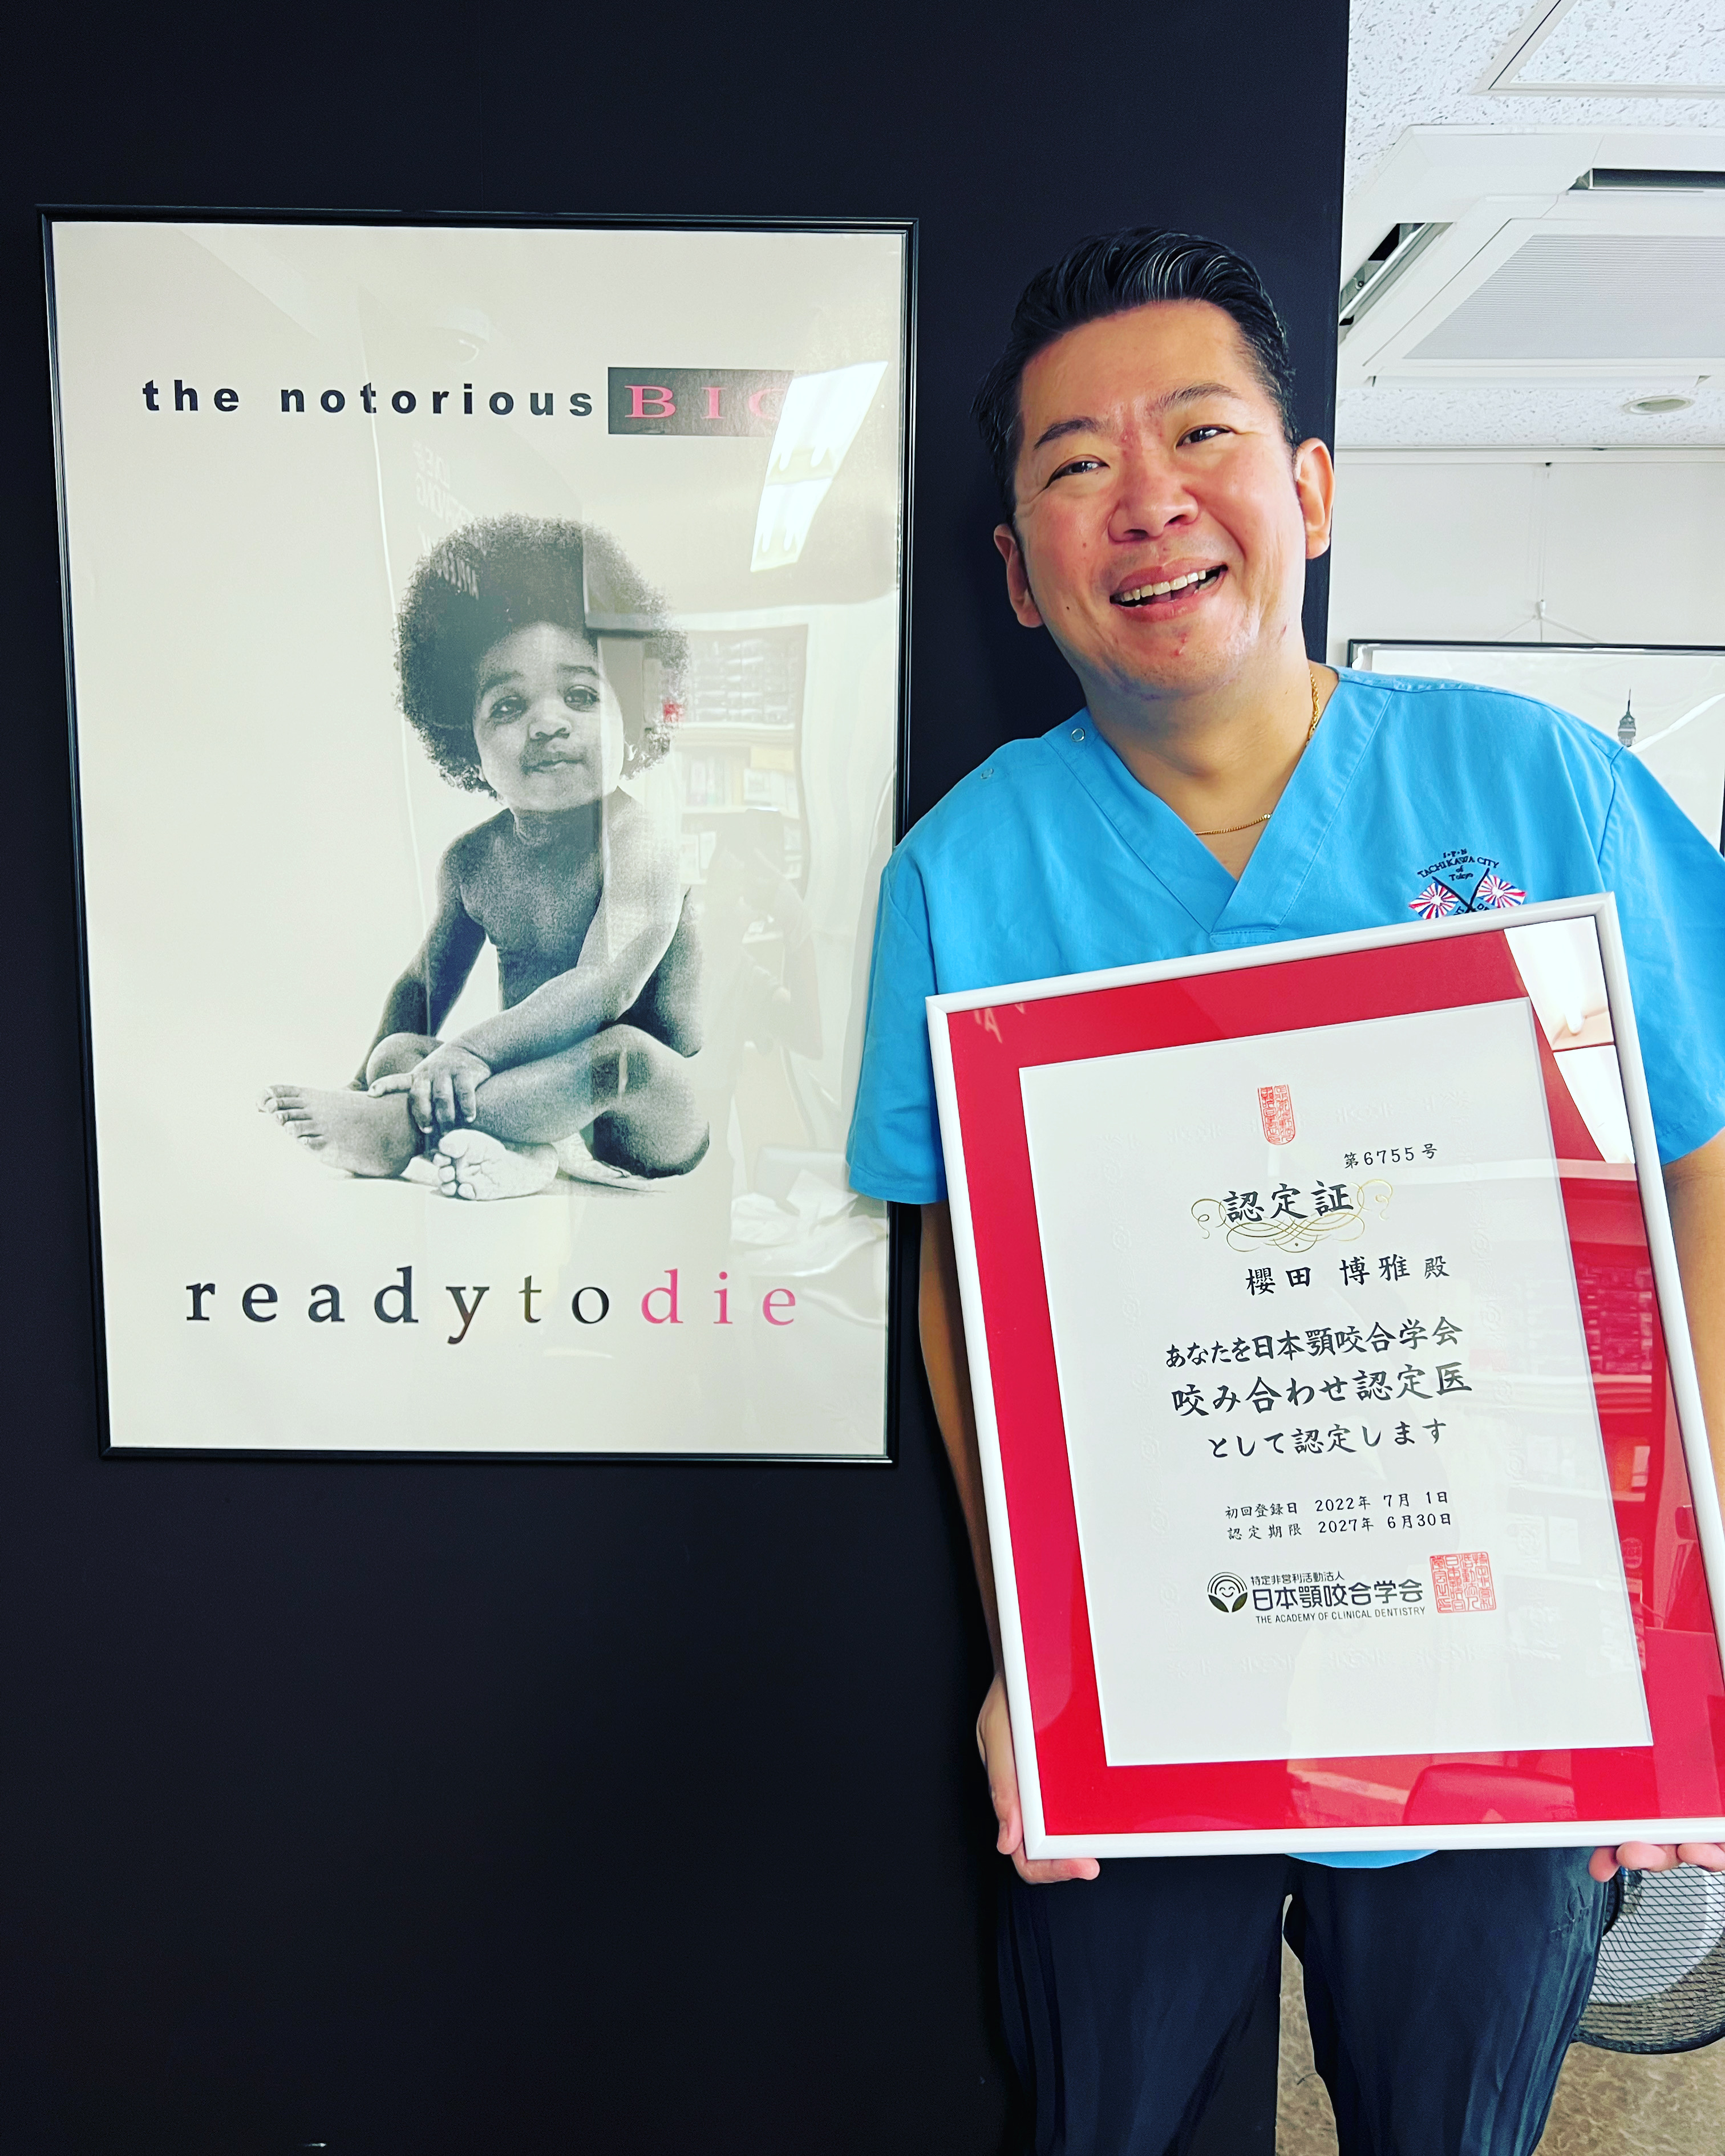 the notorious BIG
readytodie
TACHIKAWA CITY
of
Tokyo
第6755号
認定証
櫻田 博雅 殿
あなたを日本顎咬合学会
咬み合わせ認定医
として認定します
初回登録日 2022年 7月 1日
認定期限 2027年 6月30日
特定非営利活動法人
日本顎咬合学会
THE ACADEMY OF CLINICAL DENTISTRY